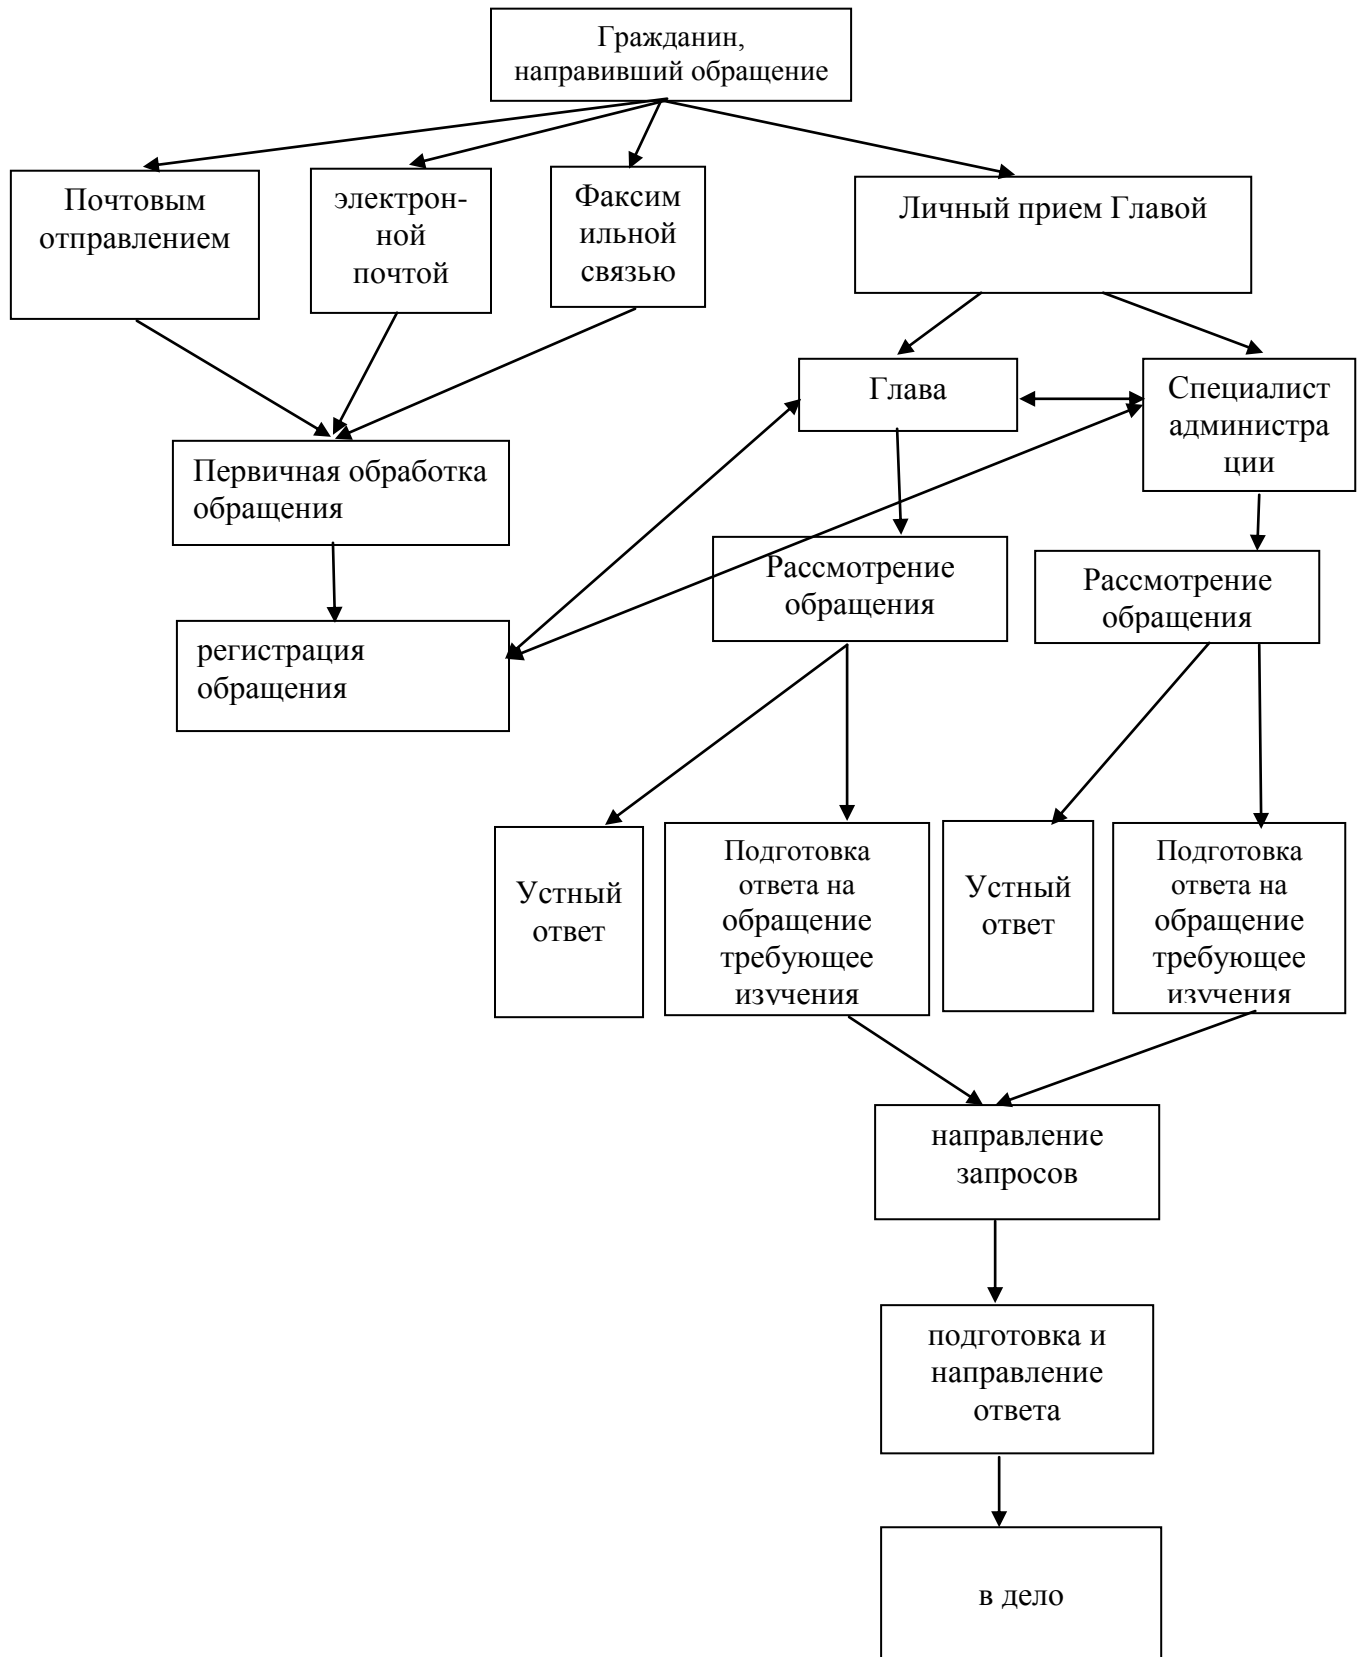 Гражданин,
направивший обращение
Почтовым
отправлением
электрон-
ной
почтой
Факсим
ильной
связью
Личный прием Главой
Глава
Специалист
администра
ции
Первичная обработка
обращения
Рассмотрение
обращения
Рассмотрение
обращения
регистрация
обращения
Устный
ответ
Подготовка
ответа на
обращение
требующее
изучения
Устный
ответ
Подготовка
ответа на
обращение
требующее
изучения
направление
запросов
подготовка и
направление
ответа
в дело